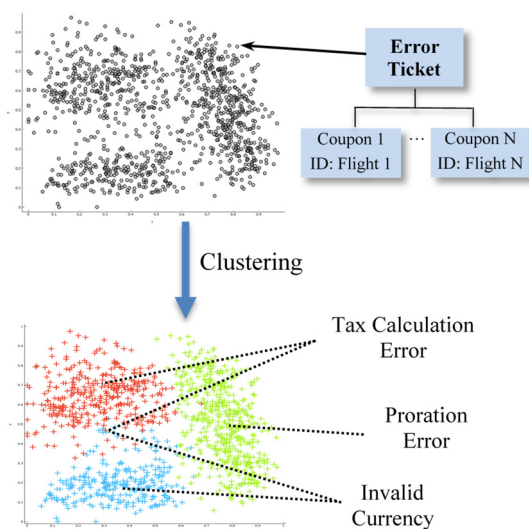 Error
Ticket
Coupon 1
ID: Flight 1
...
Coupon N
ID: Flight N
Clustering
Tax Calculation
Error
Proration
Error
Invalid
Currency